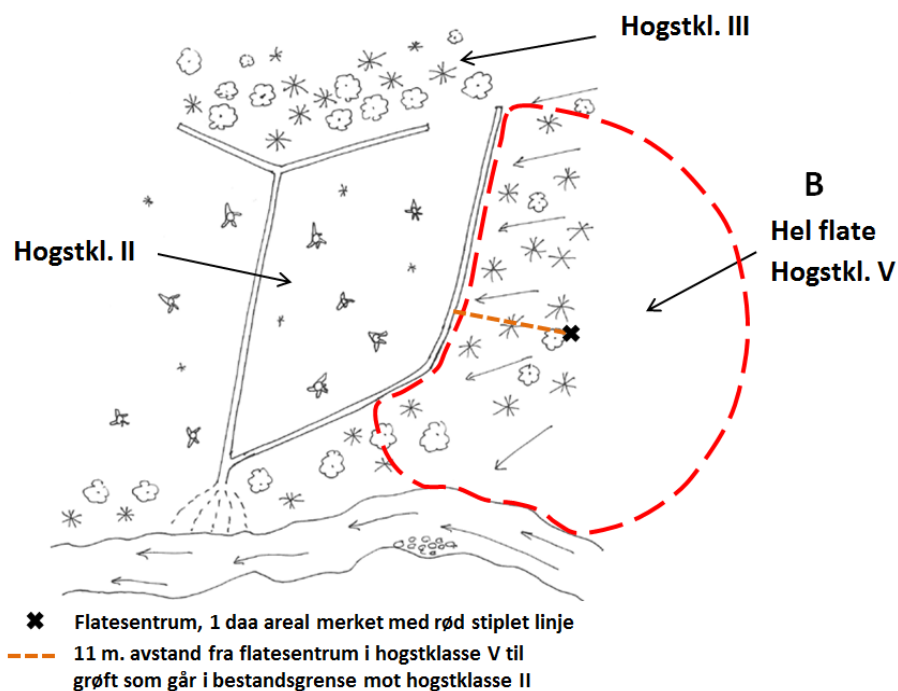 Hogstkl. III
B
Hel flate
Hogstkl. V
Hogstkl. II
Flatesentrum, 1 daa areal merket med rød stiplet linje
11 m. avstand fra flatesentrum i hogstklasse V til
grøft som går i bestandsgrense mot hogstklasse II